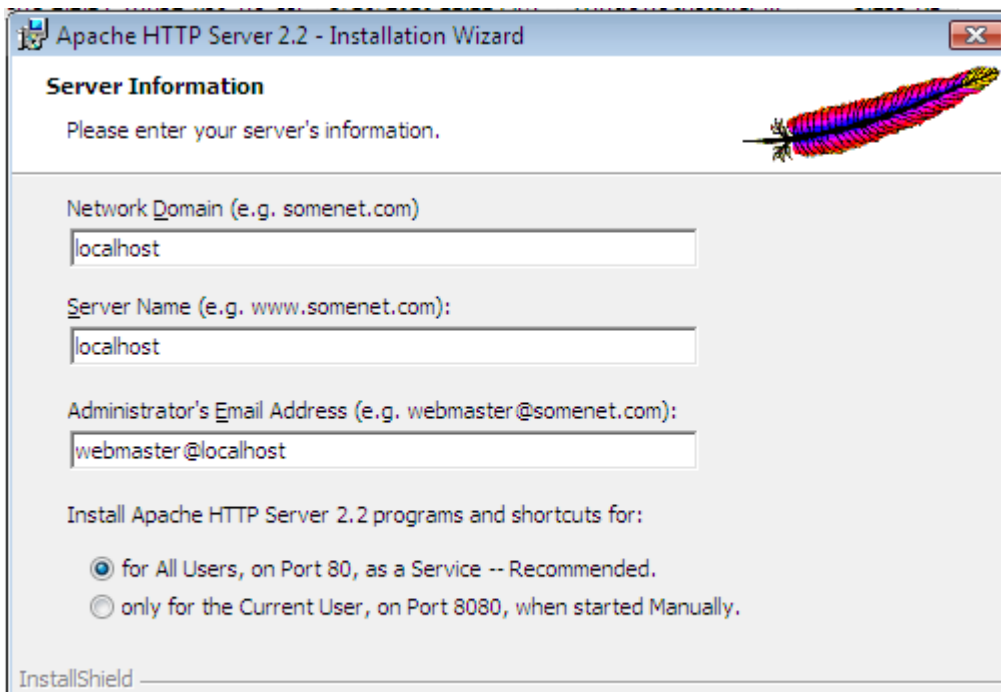 Apache HTTP Server 2.2 - Installation Wizard
Server Information
Please enter your server's information.
Network Domain (e.g. somenet.com)
localhost
Server Name (e.g. www.somenet.com):
localhost
Administrator's Email Address (e.g. webmaster@somenet.com):
webmaster@localhost
Install Apache HTTP Server 2.2 programs and shortcuts for:
for All Users, on Port 80, as a Service -- Recommended.
only for the Current User, on Port 8080, when started Manually.
InstallShield